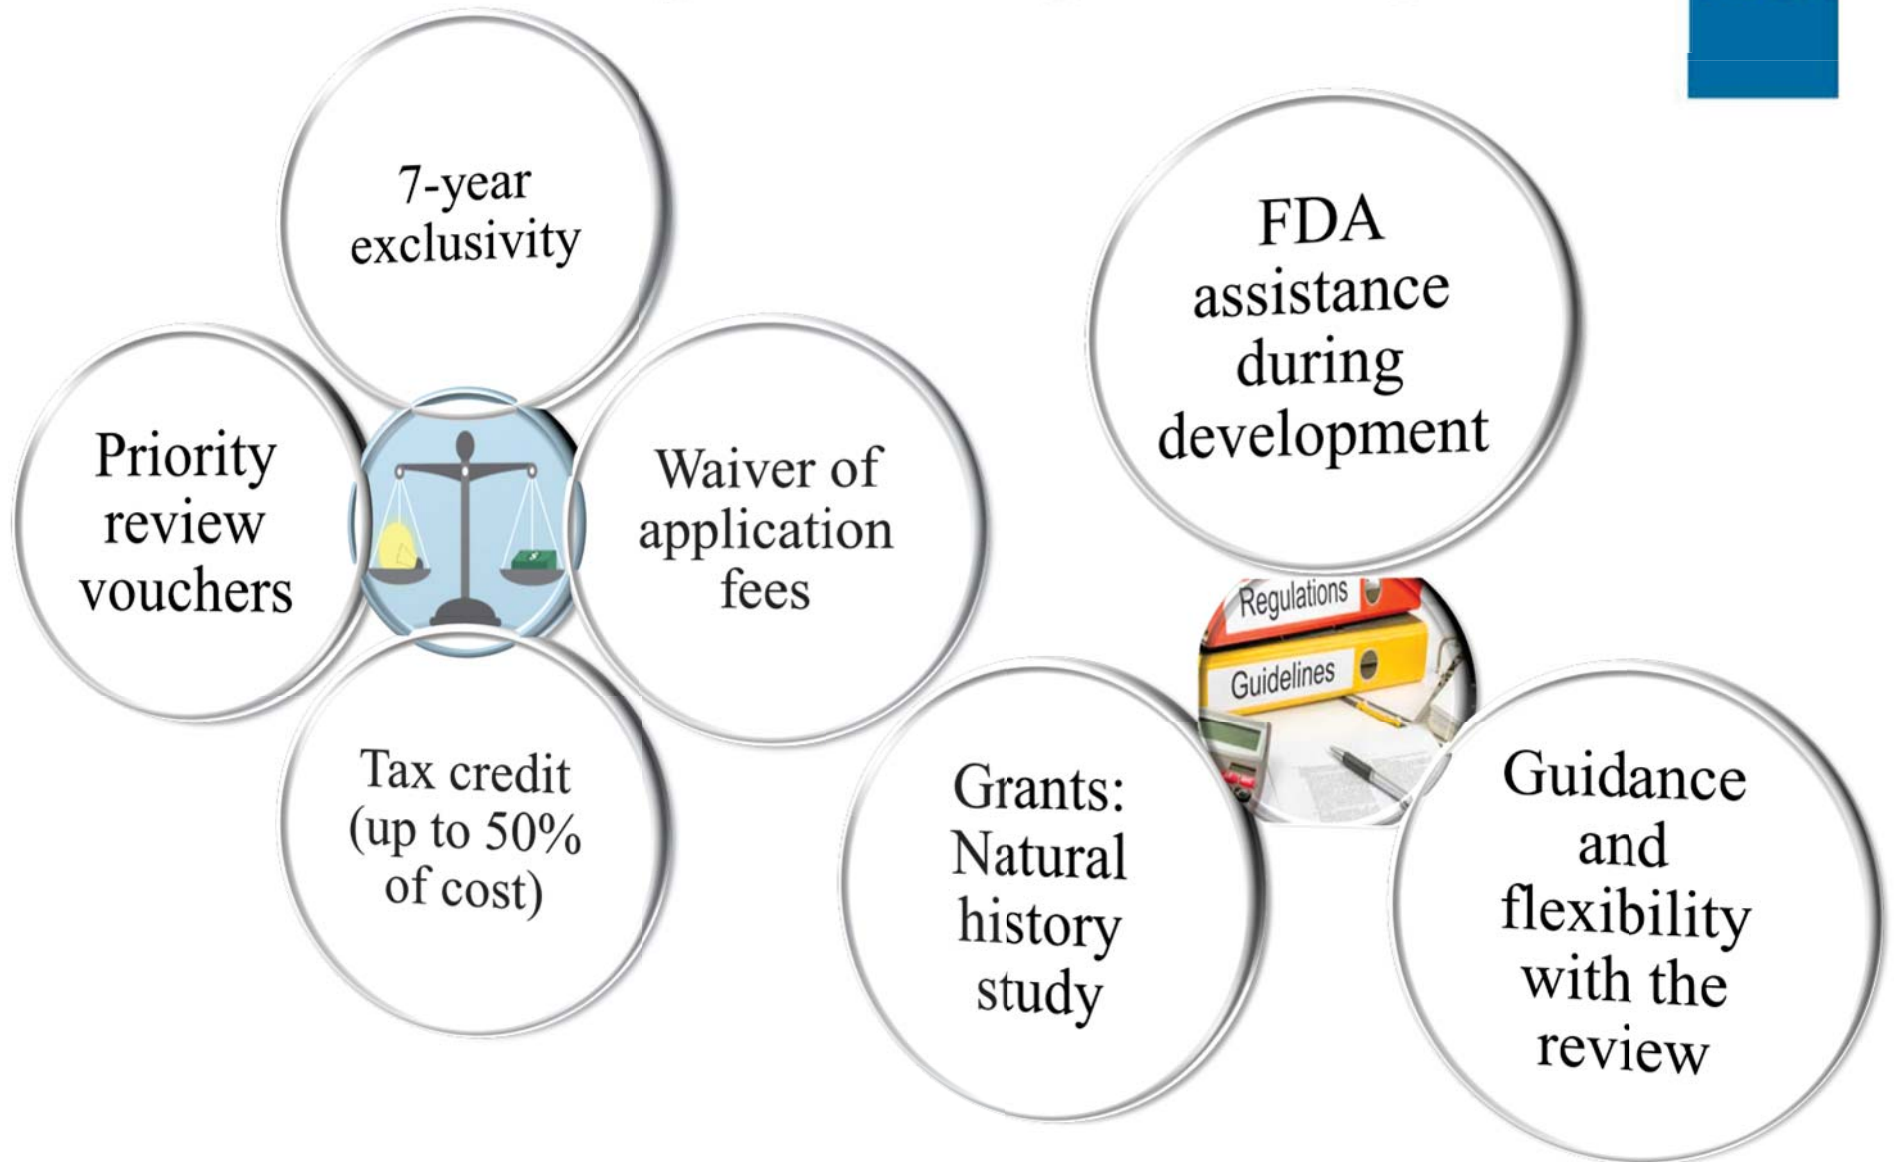 7-year
exclusivity
Priority
review
vouchers
Waiver of
application
fees
Tax credit
(up to 50%
of cost)
FDA
assistance
during
development
Regulations
Guidelines
Grants:
Natural
history
study
Guidance
and
flexibility
with the
review